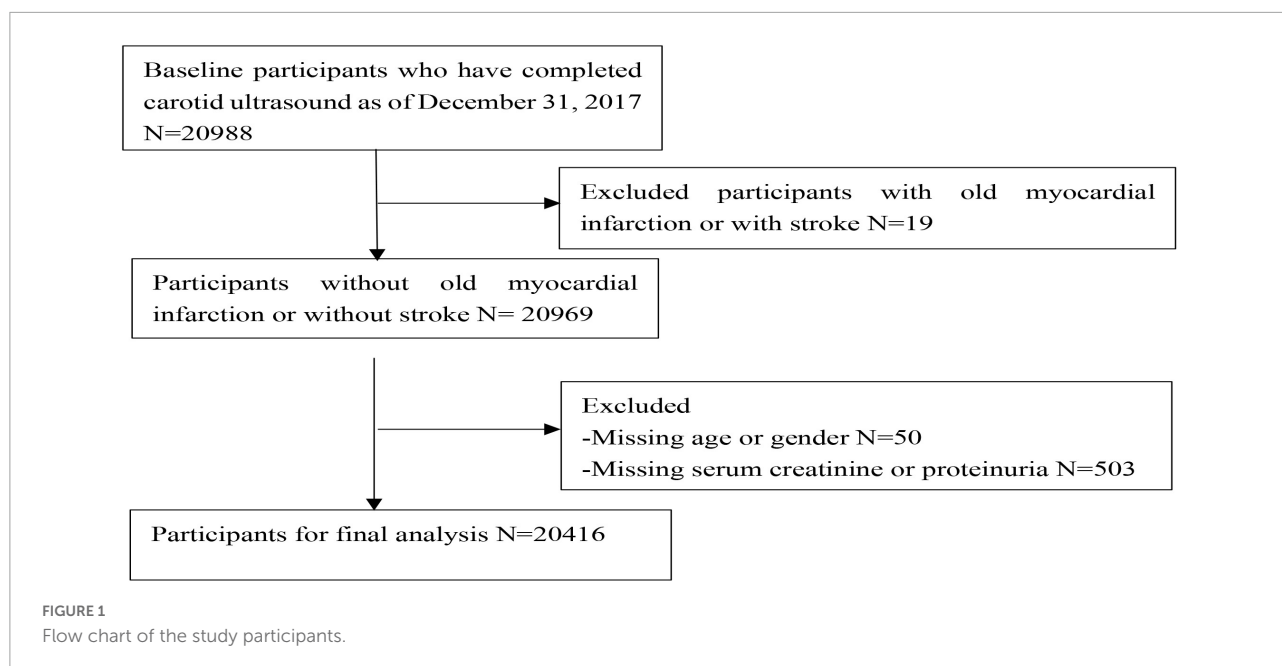 Baseline participants who have completed
carotid ultrasound as of December 31, 2017
N=20988
Excluded participants with old myocardial
infarction or with stroke N=19
Participants without old myocardial
infarction or without stroke N= 20969
Excluded
-Missing age or gender N=50
-Missing serum creatinine or proteinuria N=503
Participants for final analysis N=20416
FIGURE 1
Flow chart of the study participants.